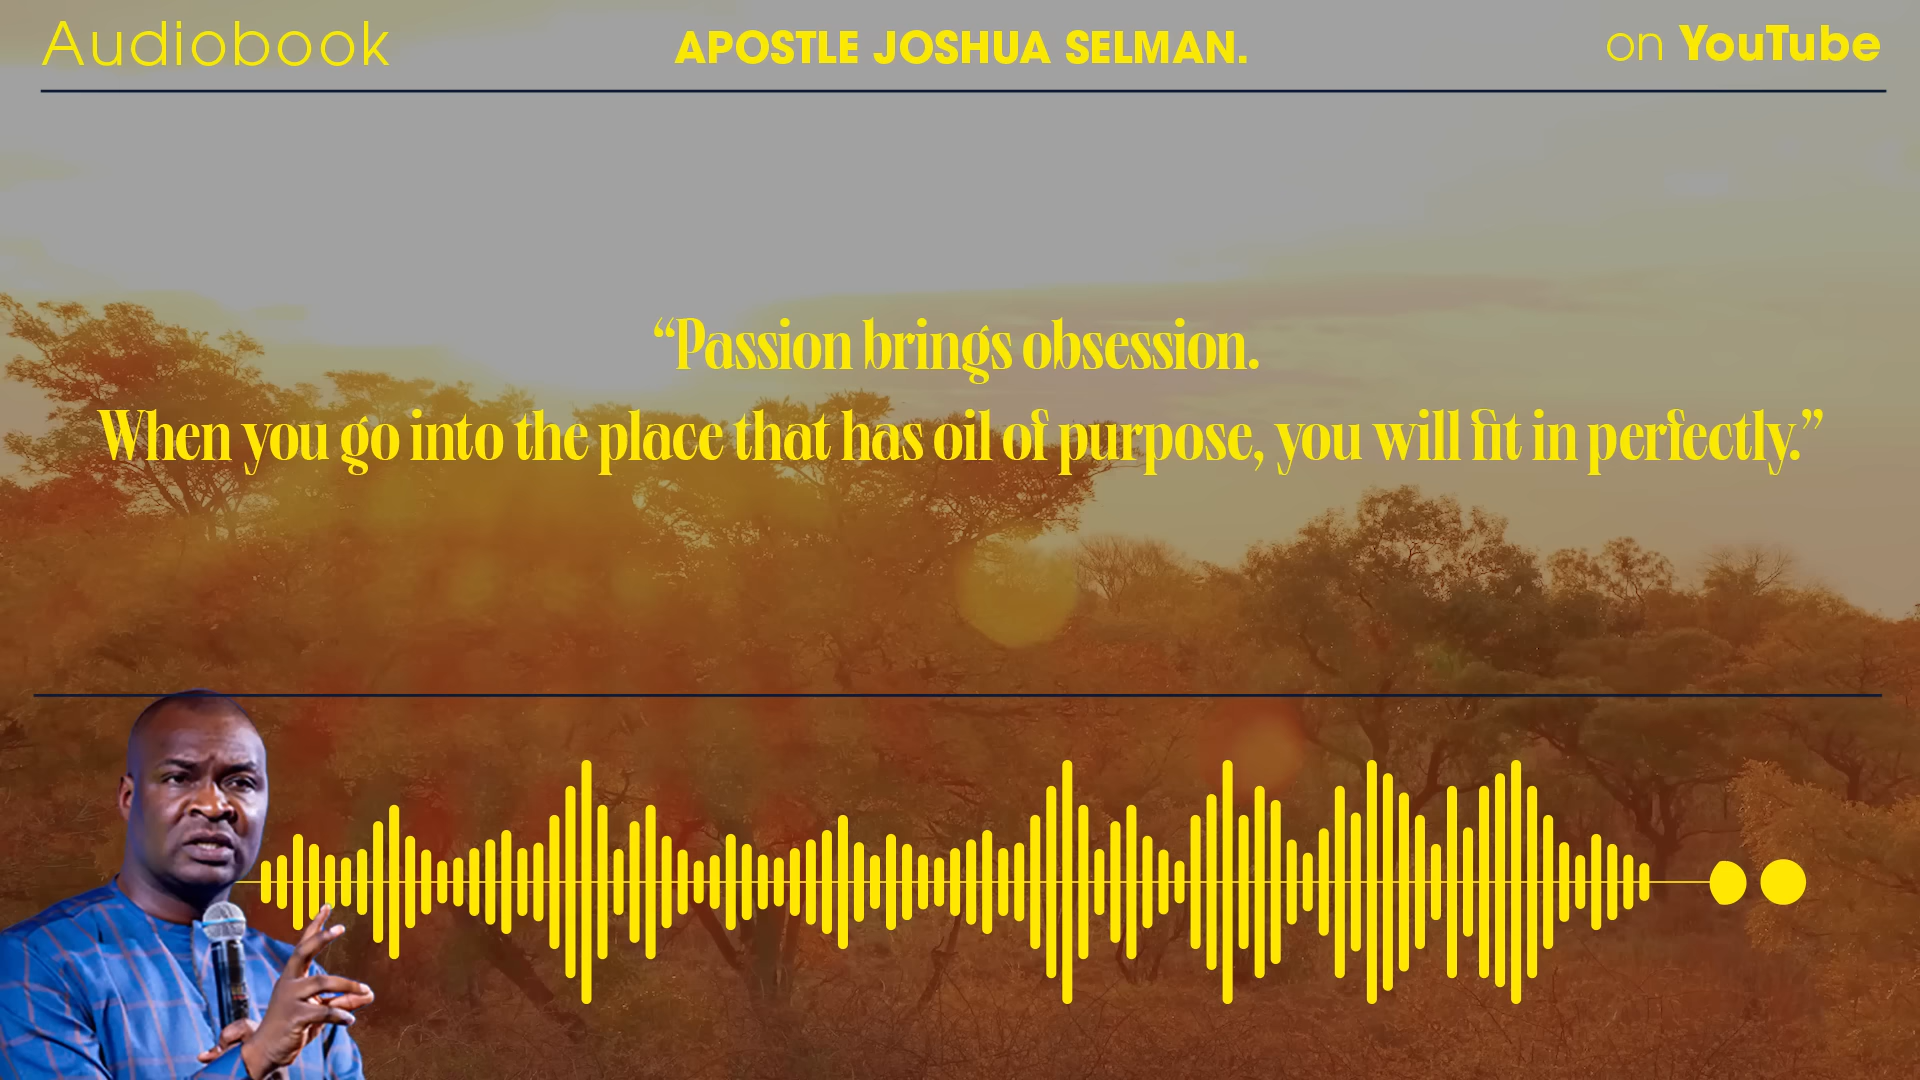 Audiobook
APOSTLE JOSHUA SELMAN.
on YouTube
“Passion brings obsession.
When you go into the place that has oil of purpose, you will fit in perfectly.”